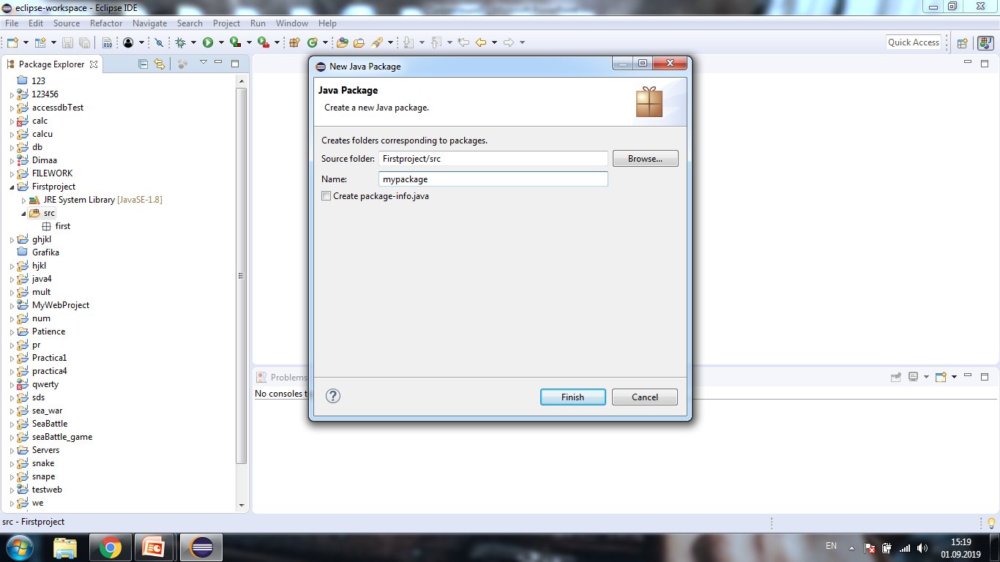 eclipse-workspace - Eclipse IDE
File Edit Source Refactor Navigate Search Project Run Window Help
Quick Access
Package Explorer
123
123456
accessdbTest
calc
calcu
db
Dimaa
FILEWORK
Firstproject
JRE System Library [JavaSE-1.8]
src
first
ghjkl
Grafika
hjkl
java4
mult
MyWebProject
num
Patience
pr
Practica1
practica4
qwerty
sds
sea_war
SeaBattle
seaBattle_game
Servers
snake
snape
testweb
we
New Java Package
Java Package
Create a new Java package.
Creates folders corresponding to packages.
Source folder: Firstproject/src Browse...
Name: mypackage
Create package-info.java
? Finish Cancel
Problems
No consoles t
src - Firstproject
EN
15:19
01.09.2019